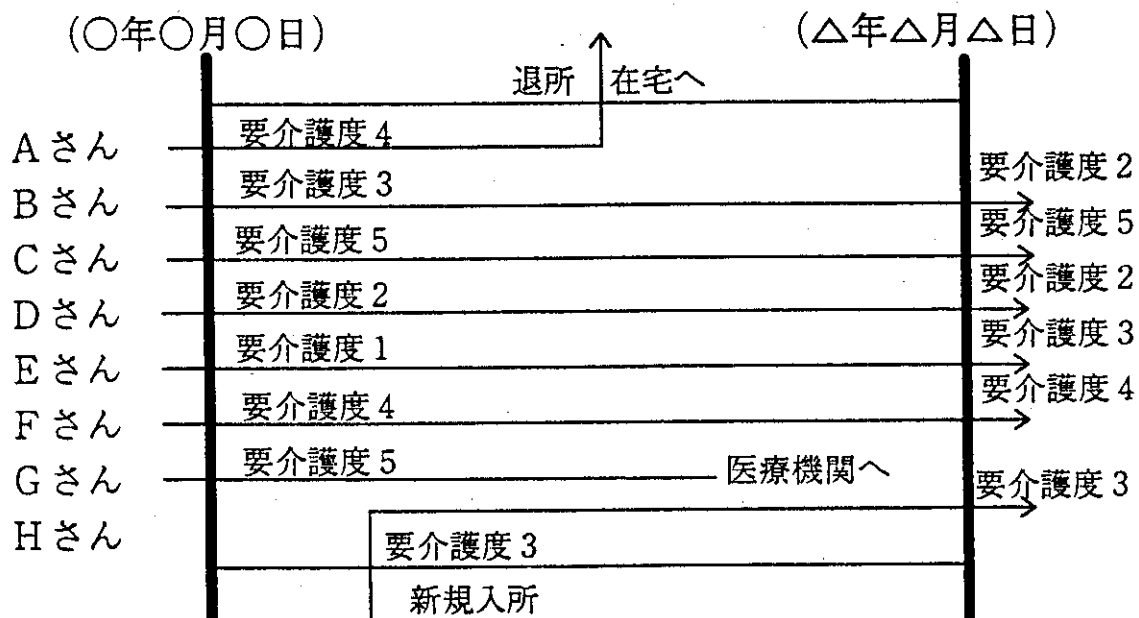 (○年○月○日) (△年△月△日)
退所 在宅へ
Aさん 要介護度4
Bさん 要介護度3 要介護度2
Cさん 要介護度5 要介護度5
Dさん 要介護度2 要介護度2
Eさん 要介護度1 要介護度3
Fさん 要介護度4 要介護度4
Gさん 要介護度5 医療機関へ
Hさん 要介護度3 要介護度3
新規入所